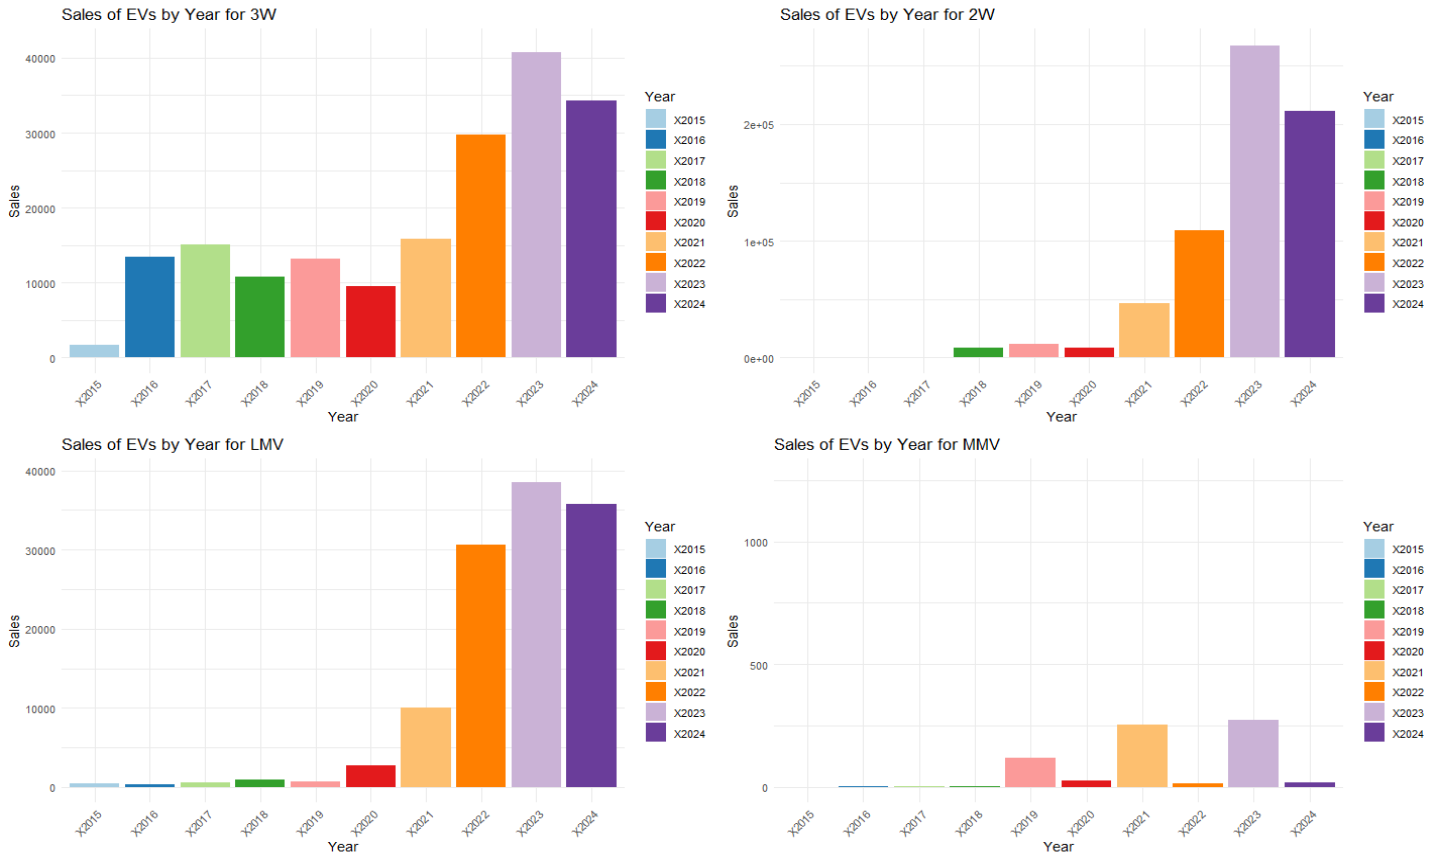 Sales of EVs by Year for 3W
Sales
40000
30000
20000
10000
0
X2015
X2016
X2017
X2018
X2019
X2020
X2021
X2022
X2023
X2024
Year
Year
X2015
X2016
X2017
X2018
X2019
X2020
X2021
X2022
X2023
X2024
Sales of EVs by Year for 2W
Sales
2e+05
1e+05
0e+00
X2015
X2016
X2017
X2018
X2019
X2020
X2021
X2022
X2023
X2024
Year
Year
X2015
X2016
X2017
X2018
X2019
X2020
X2021
X2022
X2023
X2024
Sales of EVs by Year for LMV
Sales
40000
30000
20000
10000
0
X2015
X2016
X2017
X2018
X2019
X2020
X2021
X2022
X2023
X2024
Year
Year
X2015
X2016
X2017
X2018
X2019
X2020
X2021
X2022
X2023
X2024
Sales of EVs by Year for MMV
Sales
1000
500
0
X2015
X2016
X2017
X2018
X2019
X2020
X2021
X2022
X2023
X2024
Year
Year
X2015
X2016
X2017
X2018
X2019
X2020
X2021
X2022
X2023
X2024